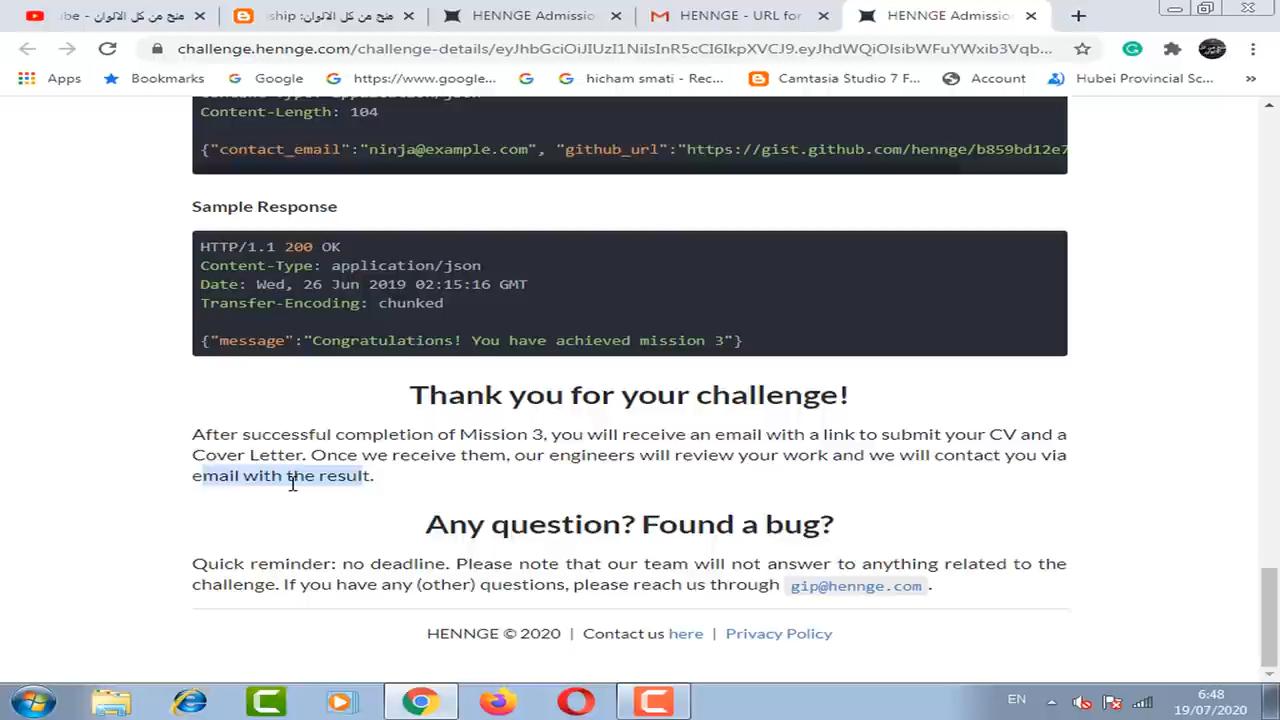 ube - منح من كل الالوان
ship: منح من كل الالوان
HENNGE Admissio
HENNGE - URL for
HENNGE Admissio
challenge.hennge.com/challenge-details/eyJhbGciOiJIUzI1NiIsInR5cCI6IkpXVCJ9.eyJhdWQiOlsibWFuYWxib3Vqb...
Apps
Bookmarks
Google
https://www.google...
hicham smati - Rec...
Camtasia Studio 7 F...
Account
Hubei Provincial Sc...
»
Content-Length: 104
{"contact_email":"ninja@example.com", "github_url":"https://gist.github.com/hennge/b859bd12e7
Sample Response
HTTP/1.1 200 OK
Content-Type: application/json
Date: Wed, 26 Jun 2019 02:15:16 GMT
Transfer-Encoding: chunked
{"message":"Congratulations! You have achieved mission 3"}
Thank you for your challenge!
After successful completion of Mission 3, you will receive an email with a link to submit your CV and a
Cover Letter. Once we receive them, our engineers will review your work and we will contact you via
email with the result.
Any question? Found a bug?
Quick reminder: no deadline. Please note that our team will not answer to anything related to the
challenge. If you have any (other) questions, please reach us through gip@hennge.com.
HENNGE © 2020 | Contact us here | Privacy Policy
EN
6:48
19/07/2020